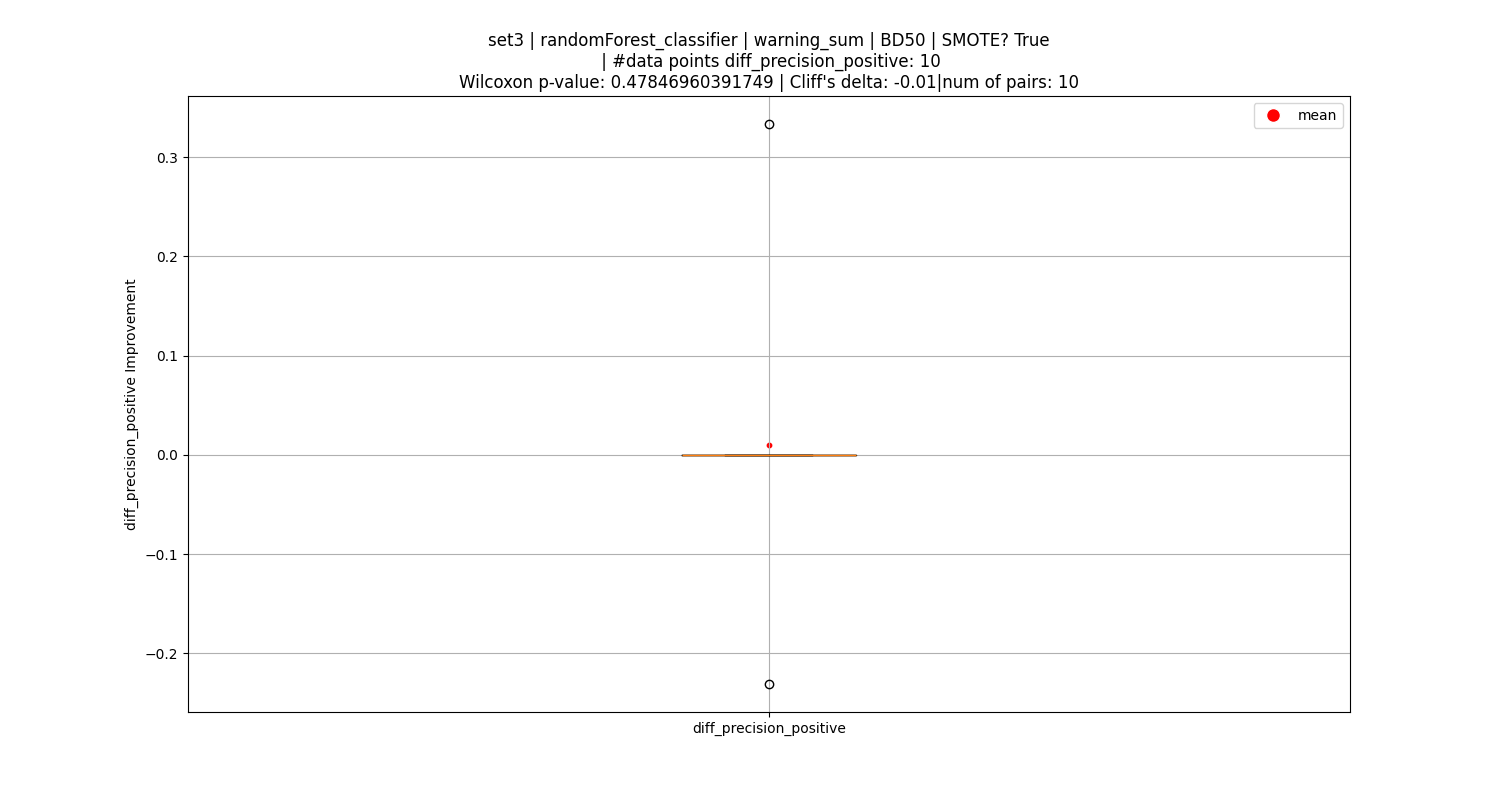 set3 | randomForest_classifier | warning_sum | BD50 | SMOTE? True
| #data points diff_precision_positive: 10
Wilcoxon p-value: 0.47846960391749 | Cliff's delta: -0.01|num of pairs: 10
mean
0.3
0.2
0.1
0.0
−0.1
−0.2
diff_precision_positive Improvement
diff_precision_positive